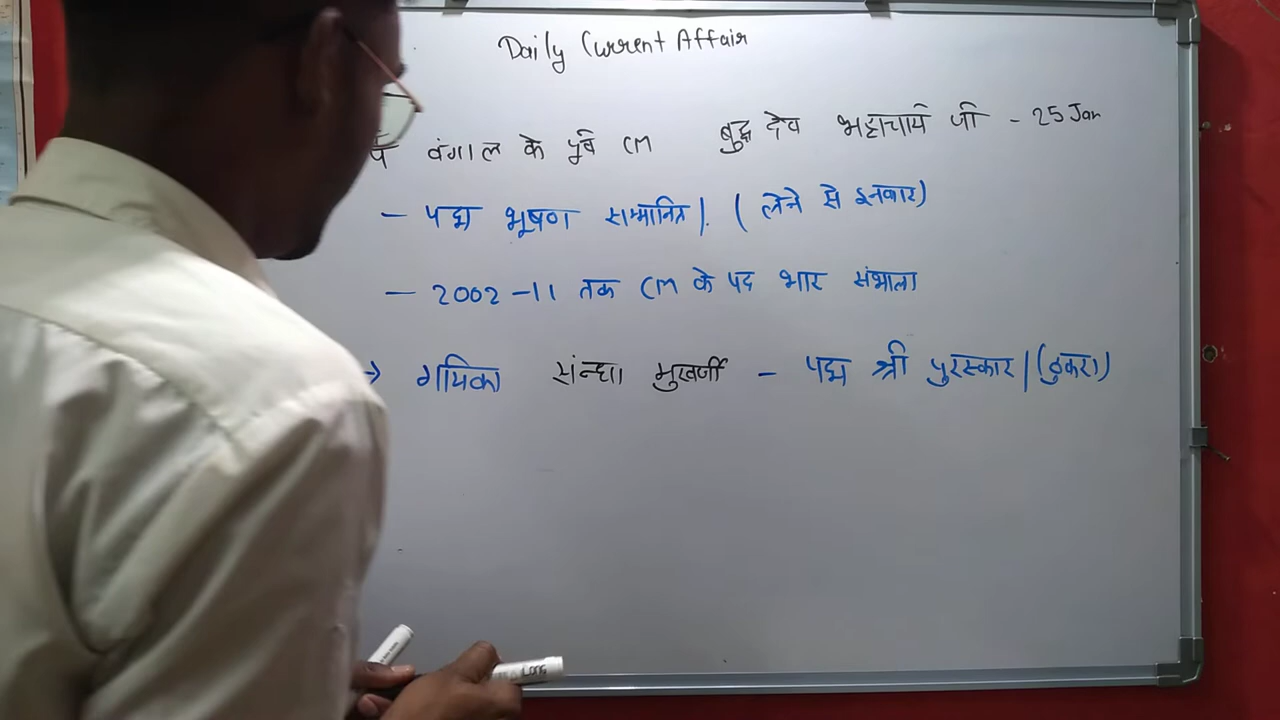 Daily Current Affair
वंगाल के पूर्व CM बुद्ध देव भट्टाचार्य जी - 25 Jan
- पद्म भूषण सम्मानित|. (लेने से इनकार)
- 2002-11 तक CM के पद भार संभाला
→ गायिका संन्ध्या मुखर्जी - पद्म श्री पुरस्कार|(ठुकरा)
LONG